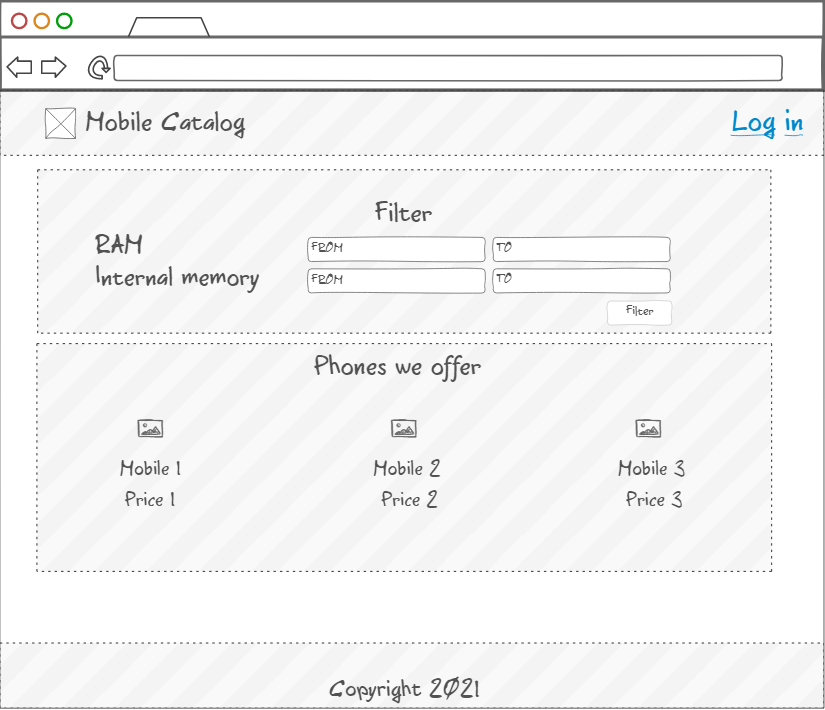 Mobile Catalog
Log in
Filter
RAM FROM TO
Internal memory FROM TO
Filter
Phones we offer
Mobile 1 Mobile 2 Mobile 3
Price 1 Price 2 Price 3
Copyright 2021